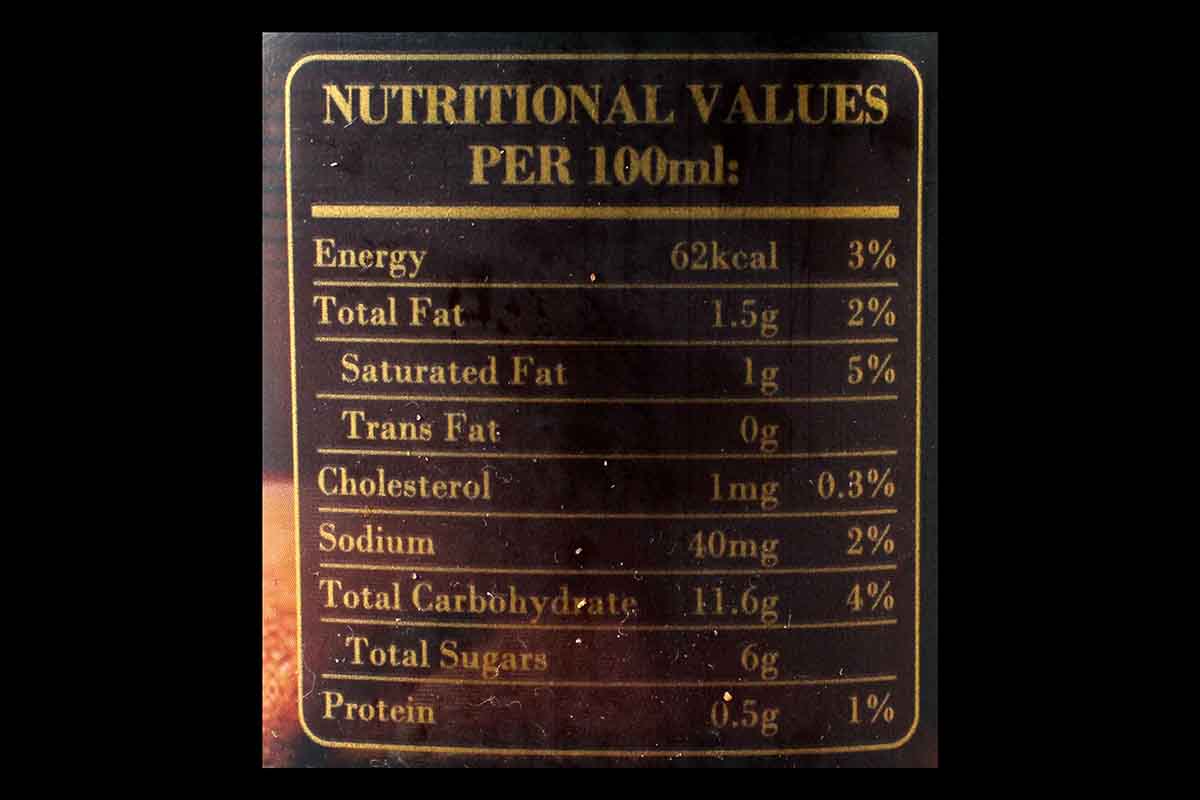 NUTRITIONAL VALUES
PER 100ml:
Energy 62kcal 3%
Total Fat 1.5g 2%
Saturated Fat 1g 5%
Trans Fat 0g
Cholesterol 1mg 0.3%
Sodium 40mg 2%
Total Carbohydrate 11.6g 4%
Total Sugars 6g
Protein 0.5g 1%